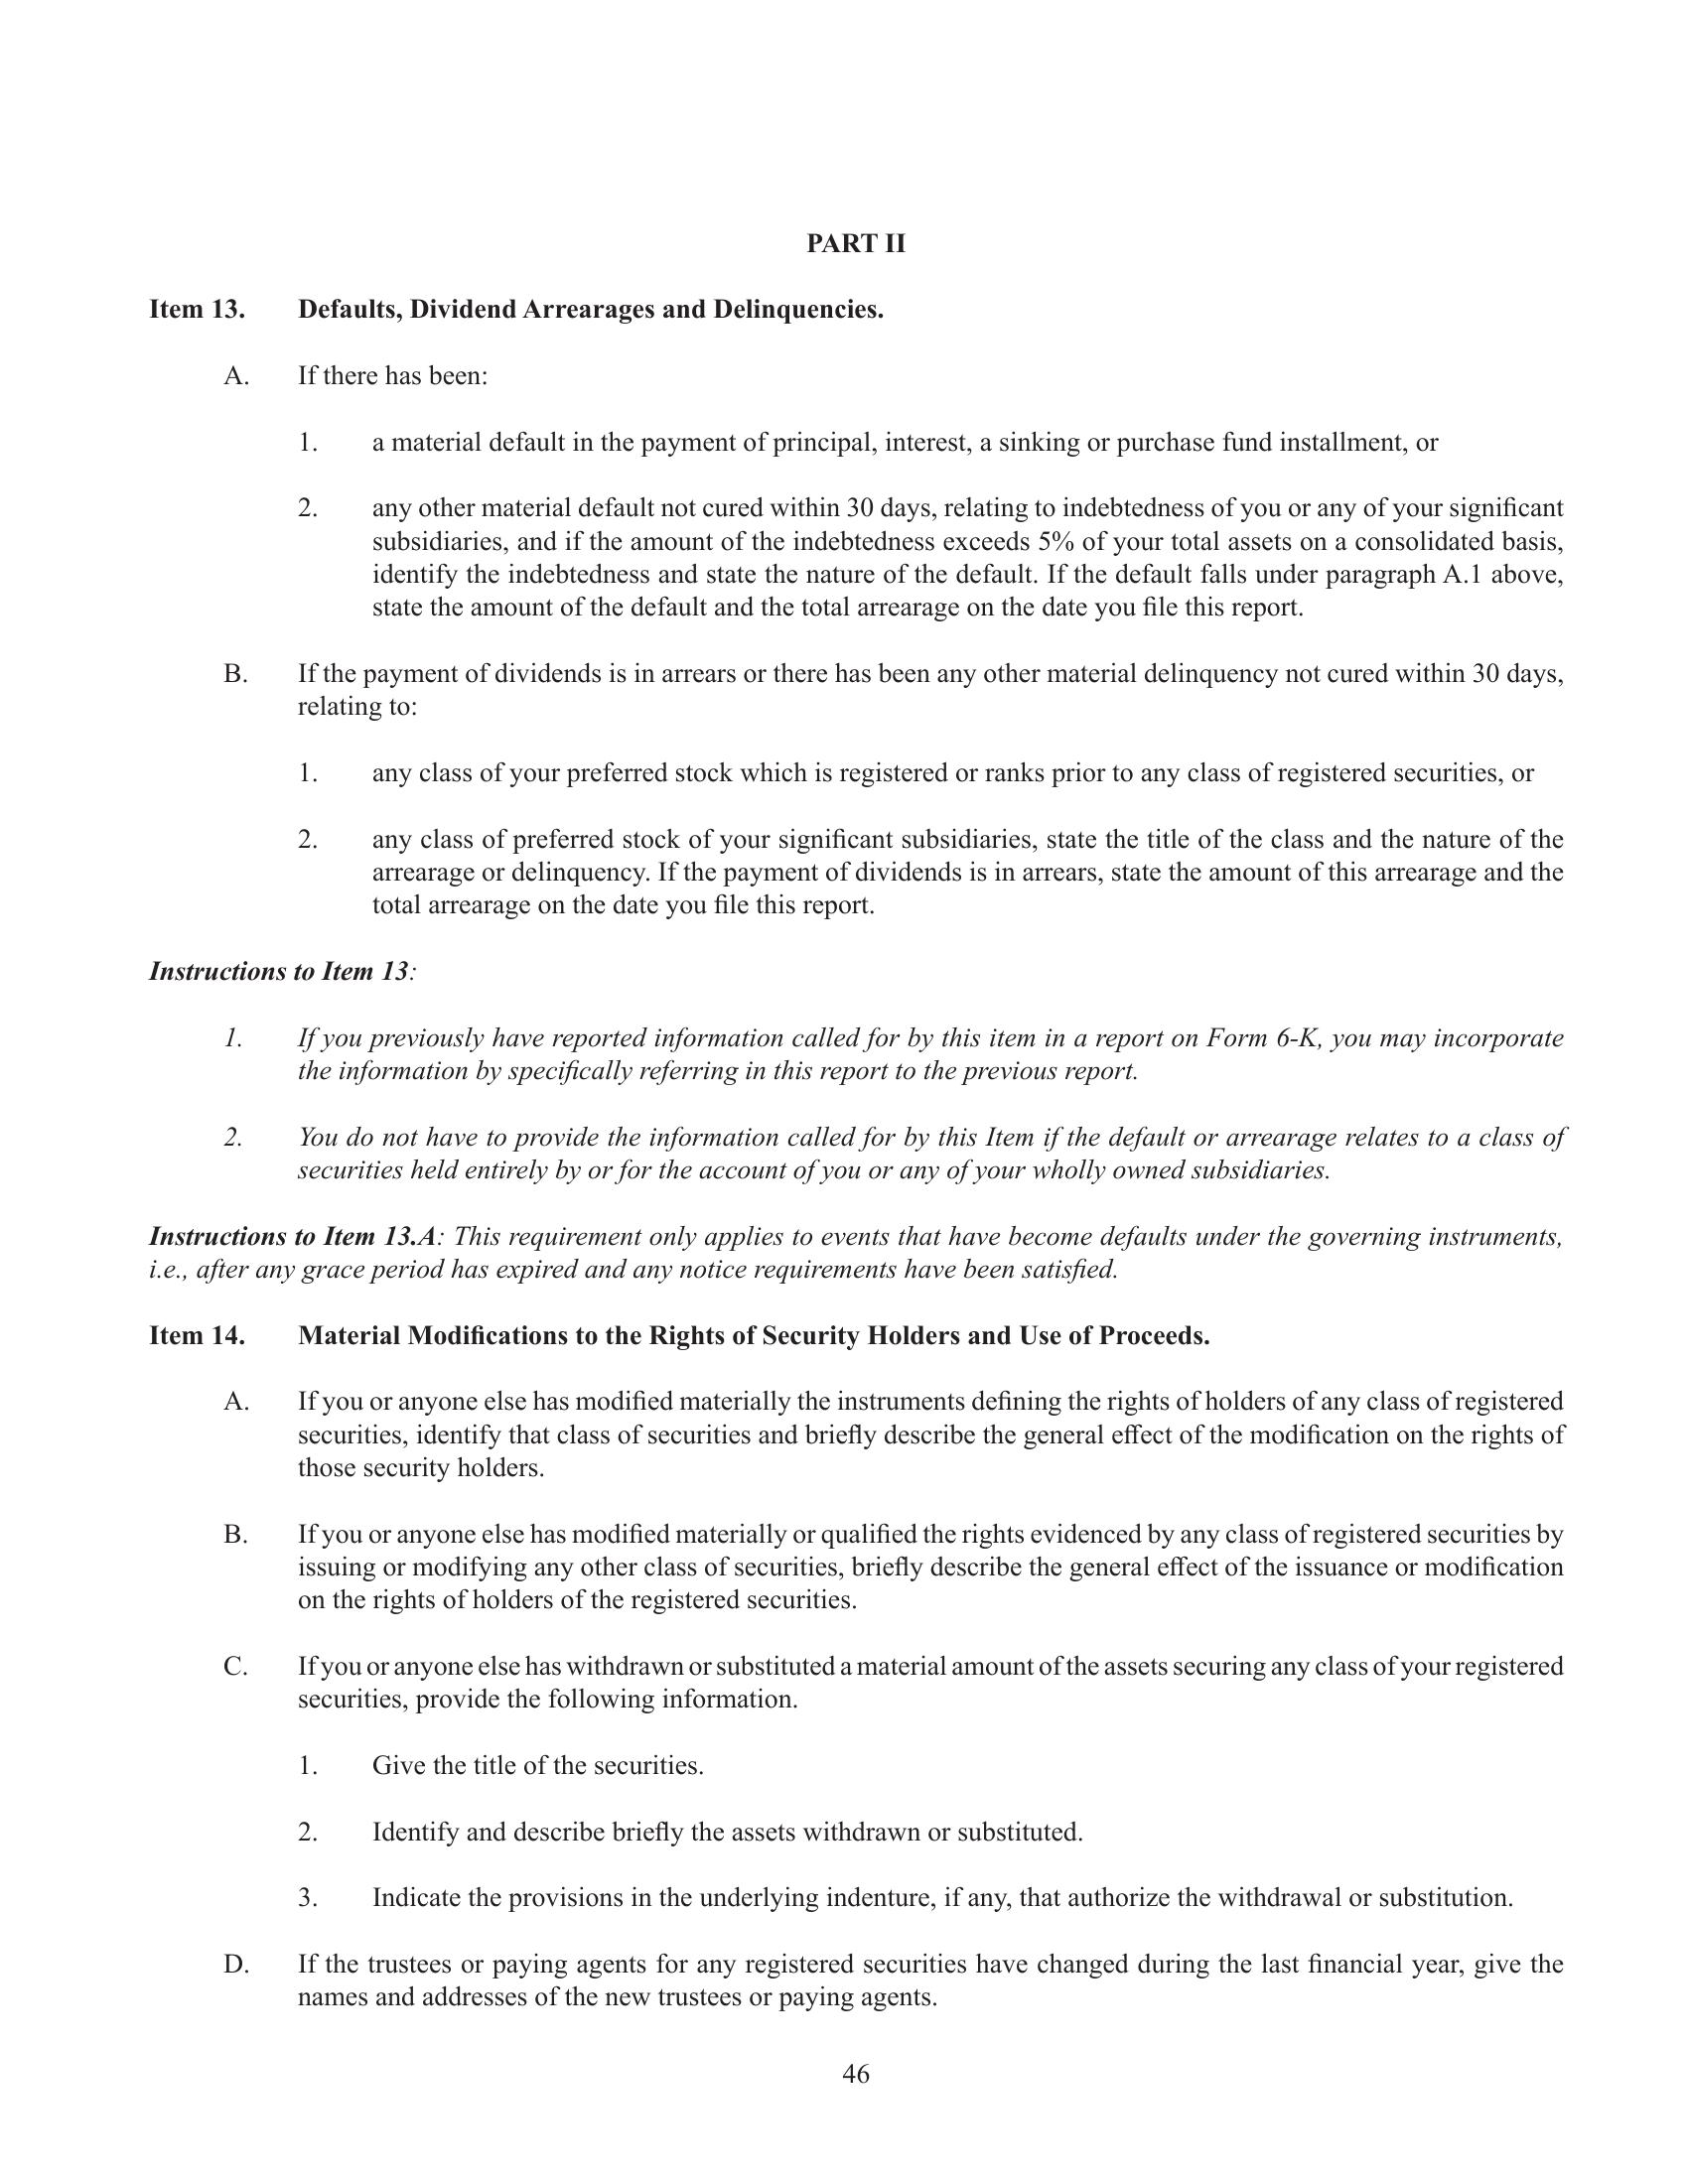 PART II
Item 13. Defaults, Dividend Arrearages and Delinquencies.
A. If there has been:
1. a material default in the payment of principal, interest, a sinking or purchase fund installment, or
2. any other material default not cured within 30 days, relating to indebtedness of you or any of your significant
subsidiaries, and if the amount of the indebtedness exceeds 5% of your total assets on a consolidated basis,
identify the indebtedness and state the nature of the default. If the default falls under paragraph A.1 above,
state the amount of the default and the total arrearage on the date you file this report.
B. If the payment of dividends is in arrears or there has been any other material delinquency not cured within 30 days,
relating to:
1. any class of your preferred stock which is registered or ranks prior to any class of registered securities, or
2. any class of preferred stock of your significant subsidiaries, state the title of the class and the nature of the
arrearage or delinquency. If the payment of dividends is in arrears, state the amount of this arrearage and the
total arrearage on the date you file this report.
Instructions to Item 13:
1. If you previously have reported information called for by this item in a report on Form 6-K, you may incorporate
the information by specifically referring in this report to the previous report.
2. You do not have to provide the information called for by this Item if the default or arrearage relates to a class of
securities held entirely by or for the account of you or any of your wholly owned subsidiaries.
Instructions to Item 13.A: This requirement only applies to events that have become defaults under the governing instruments,
i.e., after any grace period has expired and any notice requirements have been satisfied.
Item 14. Material Modifications to the Rights of Security Holders and Use of Proceeds.
A. If you or anyone else has modified materially the instruments defining the rights of holders of any class of registered
securities, identify that class of securities and briefly describe the general effect of the modification on the rights of
those security holders.
B. If you or anyone else has modified materially or qualified the rights evidenced by any class of registered securities by
issuing or modifying any other class of securities, briefly describe the general effect of the issuance or modification
on the rights of holders of the registered securities.
C. If you or anyone else has withdrawn or substituted a material amount of the assets securing any class of your registered
securities, provide the following information.
1. Give the title of the securities.
2. Identify and describe briefly the assets withdrawn or substituted.
3. Indicate the provisions in the underlying indenture, if any, that authorize the withdrawal or substitution.
D. If the trustees or paying agents for any registered securities have changed during the last financial year, give the
names and addresses of the new trustees or paying agents.
46